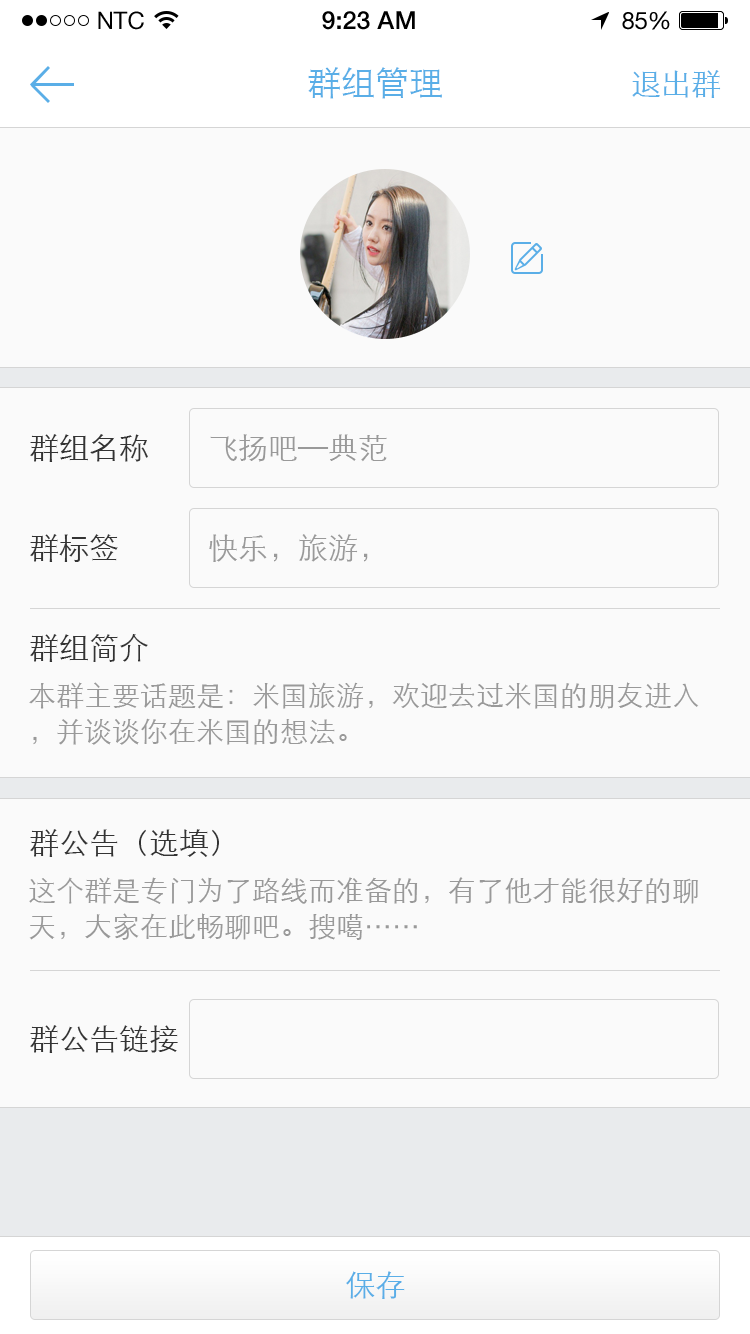 NTC 9:23 AM 85%
群组管理 退出群
群组名称 飞扬吧—典范
群标签 快乐，旅游，
群组简介
本群主要话题是：米国旅游，欢迎去过米国的朋友进入
，并谈谈你在米国的想法。
群公告（选填）
这个群是专门为了路线而准备的，有了他才能很好的聊
天，大家在此畅聊吧。搜噶……
群公告链接
保存